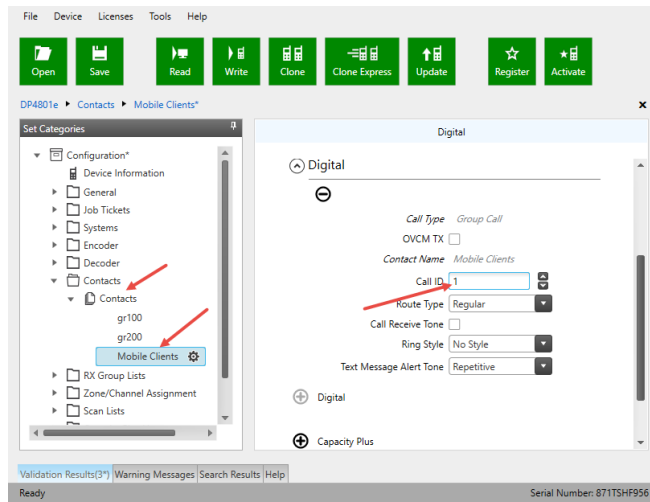 File Device Licenses Tools Help
Open Save Read Write Clone Clone Express Update Register Activate
DP4801e Contacts Mobile Clients*
Set Categories
Configuration*
Device Information
General
Job Tickets
Systems
Encoder
Decoder
Contacts
Contacts
gr100
gr200
Mobile Clients
RX Group Lists
Zone/Channel Assignment
Scan Lists
Digital
Digital
Call Type Group Call
OVCM TX
Contact Name Mobile Clients
Call ID 1
Route Type Regular
Call Receive Tone
Ring Style No Style
Text Message Alert Tone Repetitive
Digital
Capacity Plus
Validation Results(3*) Warning Messages Search Results Help
Ready Serial Number: 871TSHF956